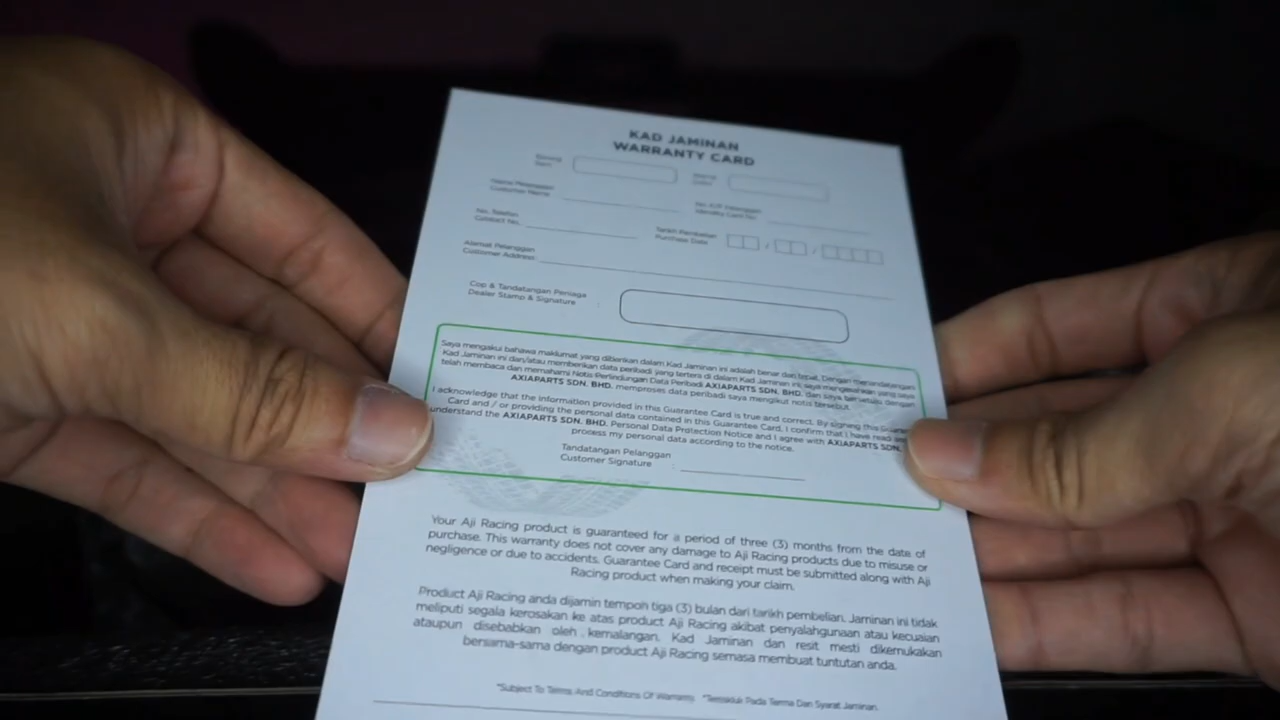 KAD JAMINAN
WARRANTY CARD
Nama Pelanggan
Customer Name
No. K/P Pelanggan
Identity Card No.
No. Telefon
Contact No.
Tarikh Pembelian
Purchase Date
/ /
Alamat Pelanggan
Customer Address:
Cop & Tandatangan Peniaga
Dealer Stamp & Signature :
Saya mengakui bahawa maklumat yang diberikan dalam Kad Jaminan ini adalah benar dan tepat. Dengan menandatangani
Kad Jaminan ini dan/atau memberikan data peribadi yang tertera di dalam Kad Jaminan ini, saya mengesahkan yang saya
telah membaca dan memahami Notis Perlindungan Data Peribadi AXIAPARTS SDN. BHD. dan saya bersetuju dengan
AXIAPARTS SDN. BHD. memproses data peribadi saya mengikut notis tersebut.
I acknowledge that the information provided in this Guarantee Card is true and correct. By signing this
Card and / or providing the personal data contained in this Guarantee Card, I confirm that I have read
understand the AXIAPARTS SDN. BHD. Personal Data Protection Notice and I agree with AXIAPARTS SDN.
process my personal data according to the notice.
Tandatangan Pelanggan
Customer Signature :
Your Aji Racing product is guaranteed for a period of three (3) months from the date of
purchase. This warranty does not cover any damage to Aji Racing products due to misuse or
negligence or due to accidents. Guarantee Card and receipt must be submitted along with Aji
Racing product when making your claim.
Product Aji Racing anda dijamin tempoh tiga (3) bulan dari tarikh pembelian. Jaminan ini tidak
meliputi segala kerosakan ke atas product Aji Racing akibat penyalahgunaan atau kecuaian
ataupun disebabkan oleh kemalangan. Kad Jaminan dan resit mesti dikemukakan
bersama-sama dengan product Aji Racing semasa membuat tuntutan anda.
*Subject To Terms And Conditions Of Warranty. *Tertakluk Pada Terma Dan Syarat Jaminan.